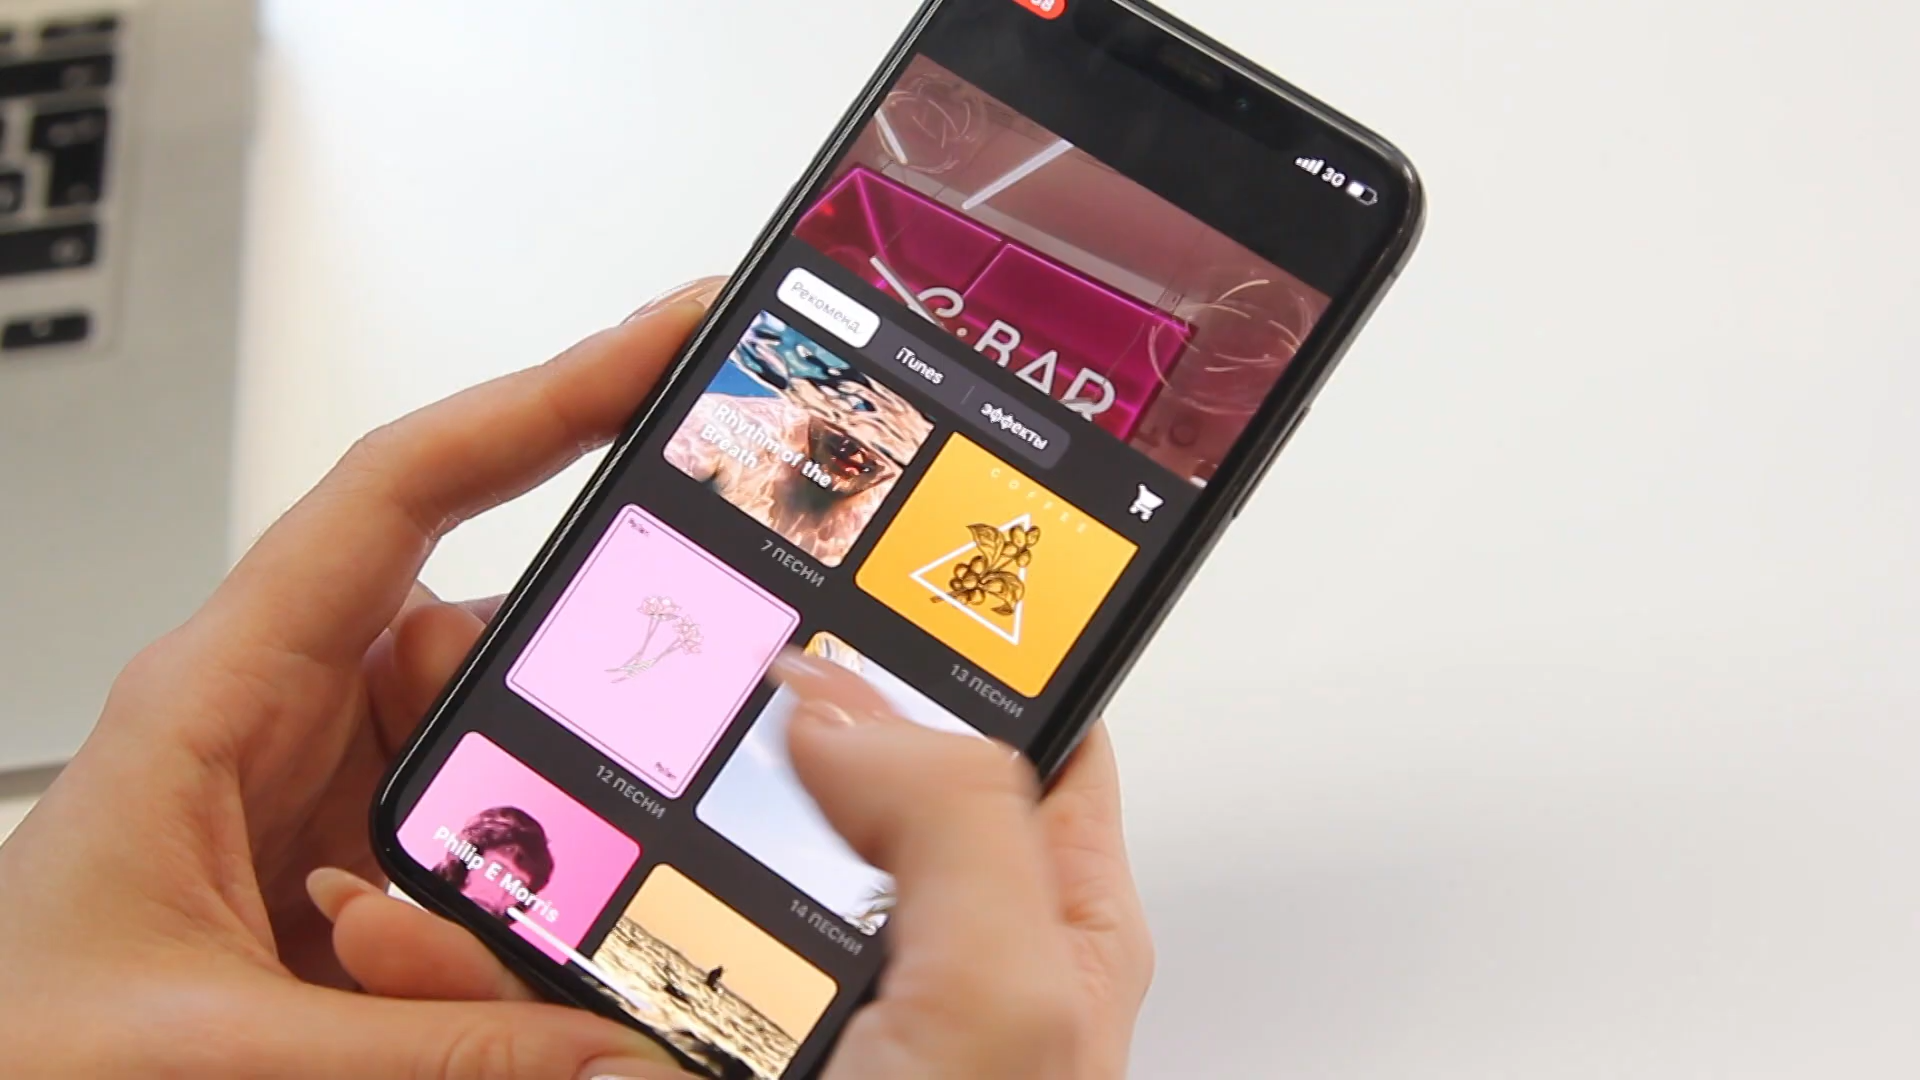 3G
C.BAR
Рекоменд.
iTunes
эффекты
Rhythm of the
Breath
7 ПЕСНИ
COFFEE
13 ПЕСНИ
12 ПЕСНИ
14 ПЕСНИ
Philip E Morris